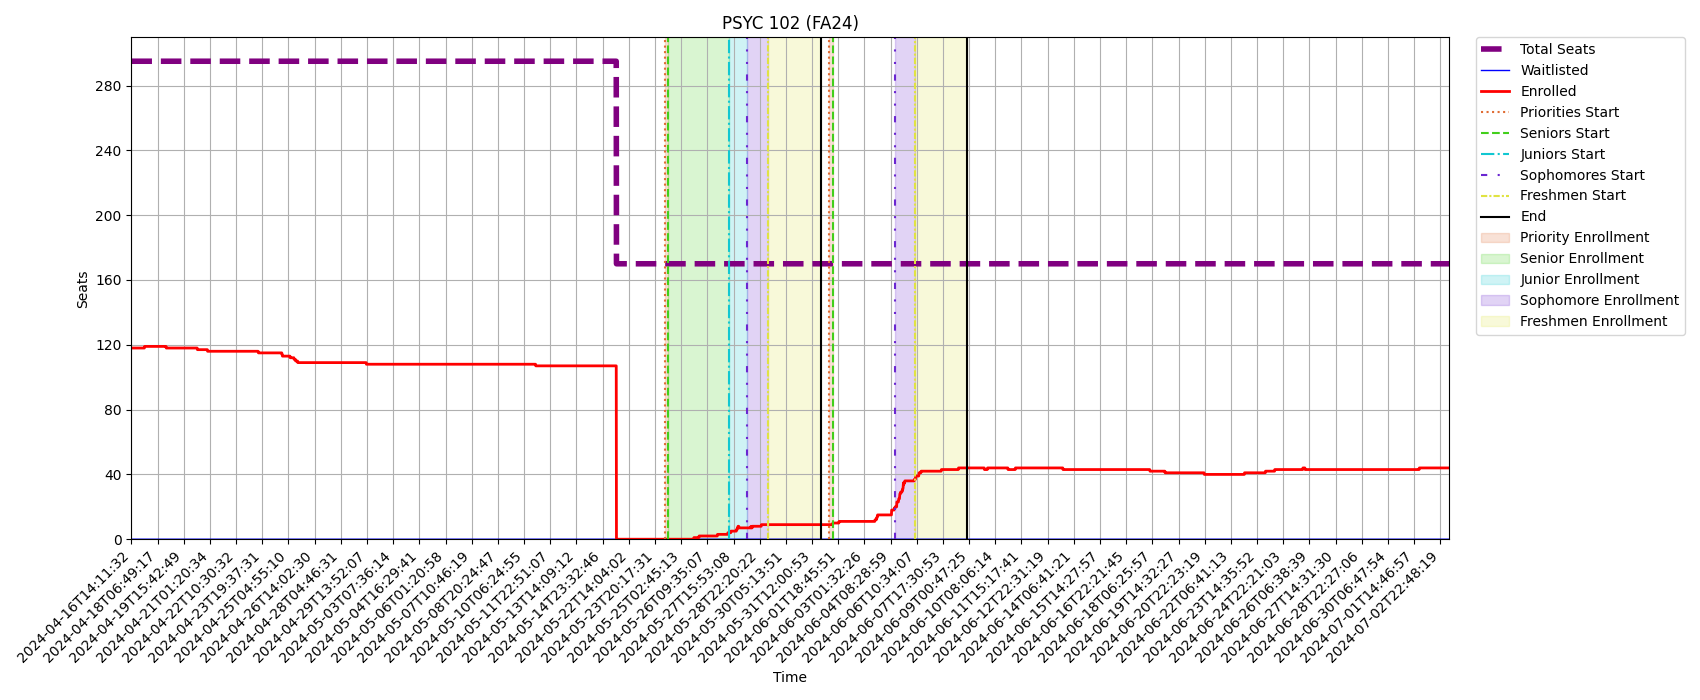 PSYC 102 (FA24)
Seats
280
240
200
160
120
80
40
0
2024-04-16T14:11:32
2024-04-18T06:49:17
2024-04-19T15:42:49
2024-04-21T01:20:34
2024-04-22T10:30:32
2024-04-23T19:37:31
2024-04-25T04:55:10
2024-04-26T14:02:30
2024-04-28T04:46:31
2024-04-29T13:52:07
2024-05-03T07:36:14
2024-05-04T16:29:41
2024-05-06T01:20:58
2024-05-07T10:46:19
2024-05-08T20:24:47
2024-05-10T06:24:55
2024-05-11T22:51:07
2024-05-13T14:09:12
2024-05-14T23:32:46
2024-05-22T14:04:02
2024-05-23T20:17:31
2024-05-25T02:45:13
2024-05-26T09:35:07
2024-05-27T15:53:08
2024-05-28T22:20:22
2024-05-30T05:13:51
2024-05-31T12:00:53
2024-06-01T18:45:51
2024-06-03T01:32:26
2024-06-04T08:28:59
2024-06-06T10:34:07
2024-06-07T17:30:53
2024-06-09T00:47:25
2024-06-10T08:06:14
2024-06-11T15:17:41
2024-06-12T22:31:19
2024-06-14T06:41:21
2024-06-15T14:27:57
2024-06-16T22:21:45
2024-06-18T06:25:57
2024-06-19T14:32:27
2024-06-20T22:23:19
2024-06-22T06:41:13
2024-06-23T14:35:52
2024-06-24T22:21:03
2024-06-26T06:38:39
2024-06-27T14:31:30
2024-06-28T22:27:06
2024-06-30T06:47:54
2024-07-01T14:46:57
2024-07-02T22:48:19
Time
Total Seats
Waitlisted
Enrolled
Priorities Start
Seniors Start
Juniors Start
Sophomores Start
Freshmen Start
End
Priority Enrollment
Senior Enrollment
Junior Enrollment
Sophomore Enrollment
Freshmen Enrollment